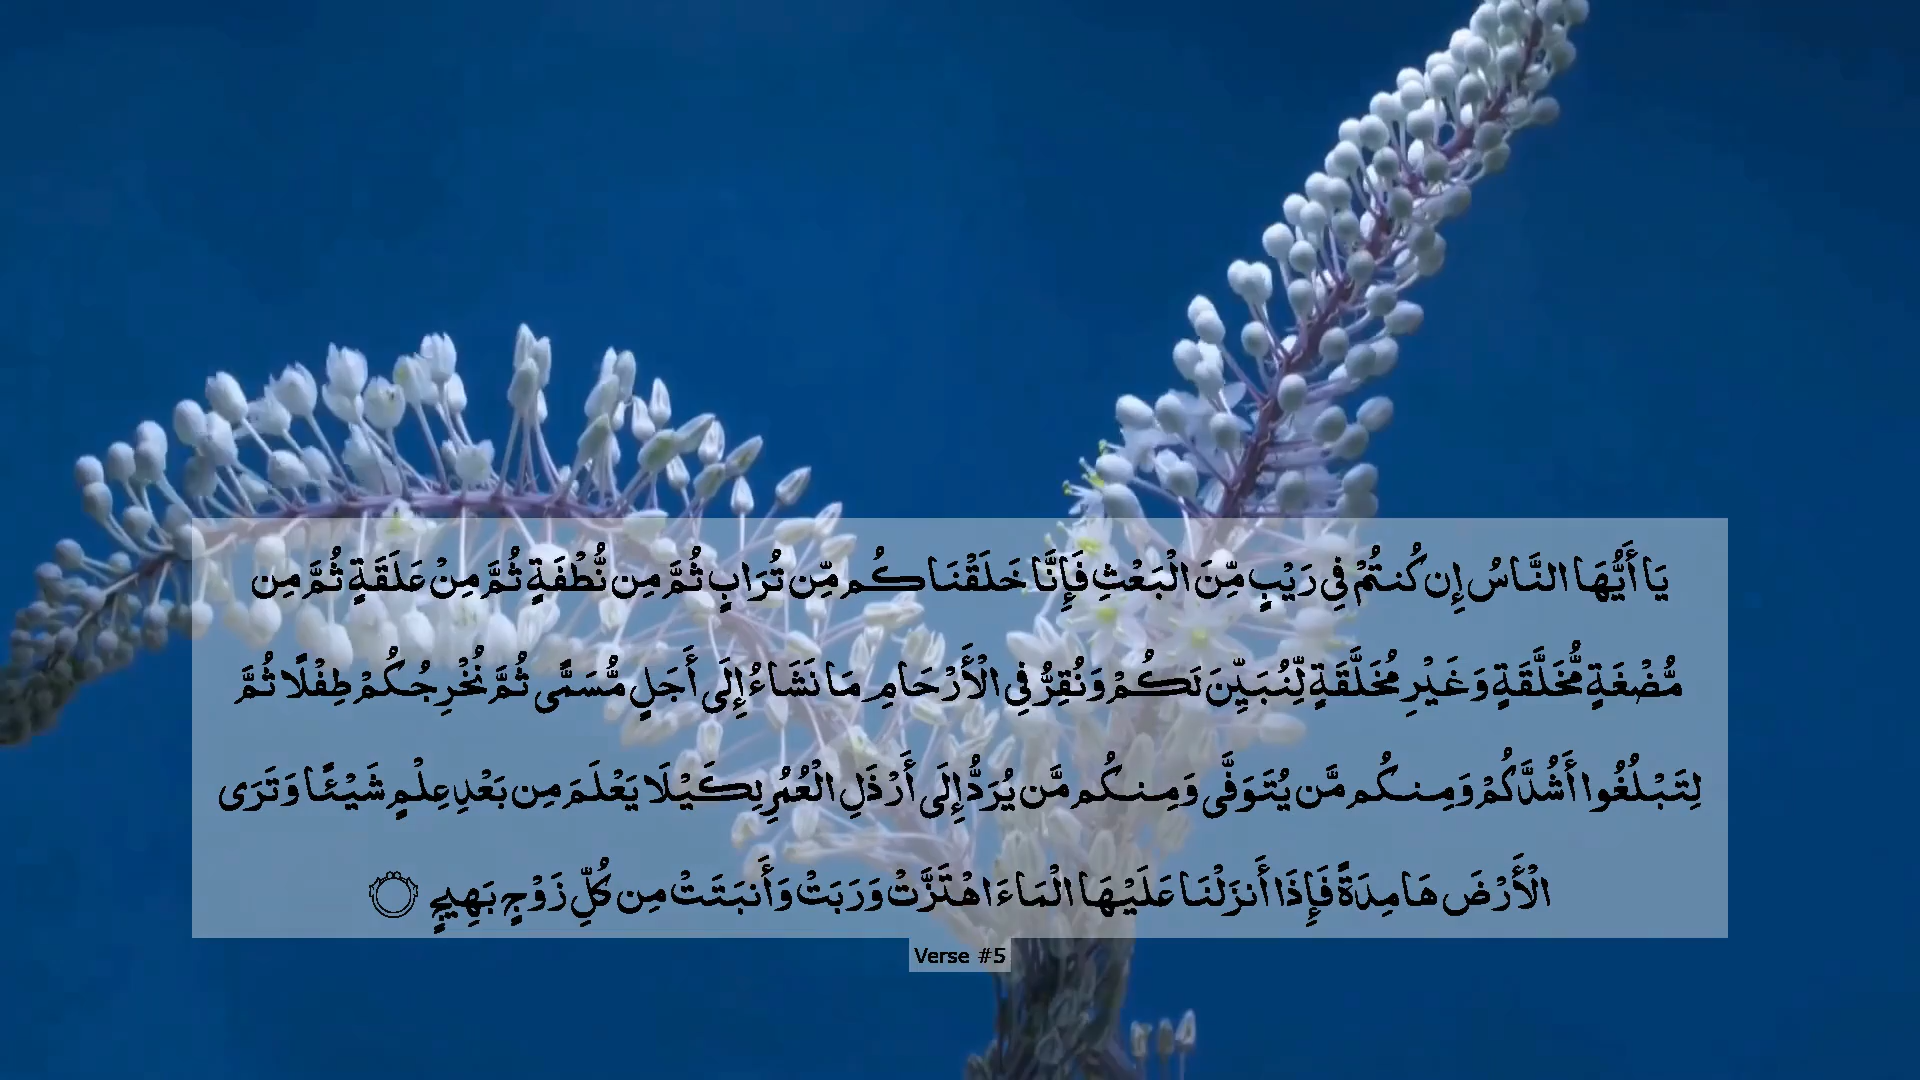 يَا أَيُّهَا النَّاسُ إِن كُنتُمْ فِي رَيْبٍ مِّنَ الْبَعْثِ فَإِنَّا خَلَقْنَاكُم مِّن تُرَابٍ ثُمَّ مِن نُّطْفَةٍ ثُمَّ مِنْ عَلَقَةٍ ثُمَّ مِن
مُّضْغَةٍ مُّخَلَّقَةٍ وَغَيْرِ مُخَلَّقَةٍ لِّنُبَيِّنَ لَكُمْ وَنُقِرُّ فِي الْأَرْحَامِ مَا نَشَاءُ إِلَى أَجَلٍ مُّسَمًّى ثُمَّ نُخْرِجُكُمْ طِفْلًا ثُمَّ
لِتَبْلُغُوا أَشُدَّكُمْ وَمِنكُم مَّن يُتَوَفَّى وَمِنكُم مَّن يُرَدُّ إِلَى أَرْذَلِ الْعُمُرِ لِكَيْلَا يَعْلَمَ مِن بَعْدِ عِلْمٍ شَيْئًا وَتَرَى
الْأَرْضَ هَامِدَةً فَإِذَا أَنزَلْنَا عَلَيْهَا الْمَاءَ اهْتَزَّتْ وَرَبَتْ وَأَنبَتَتْ مِن كُلِّ زَوْجٍ بَهِيجٍ ۝
Verse #5